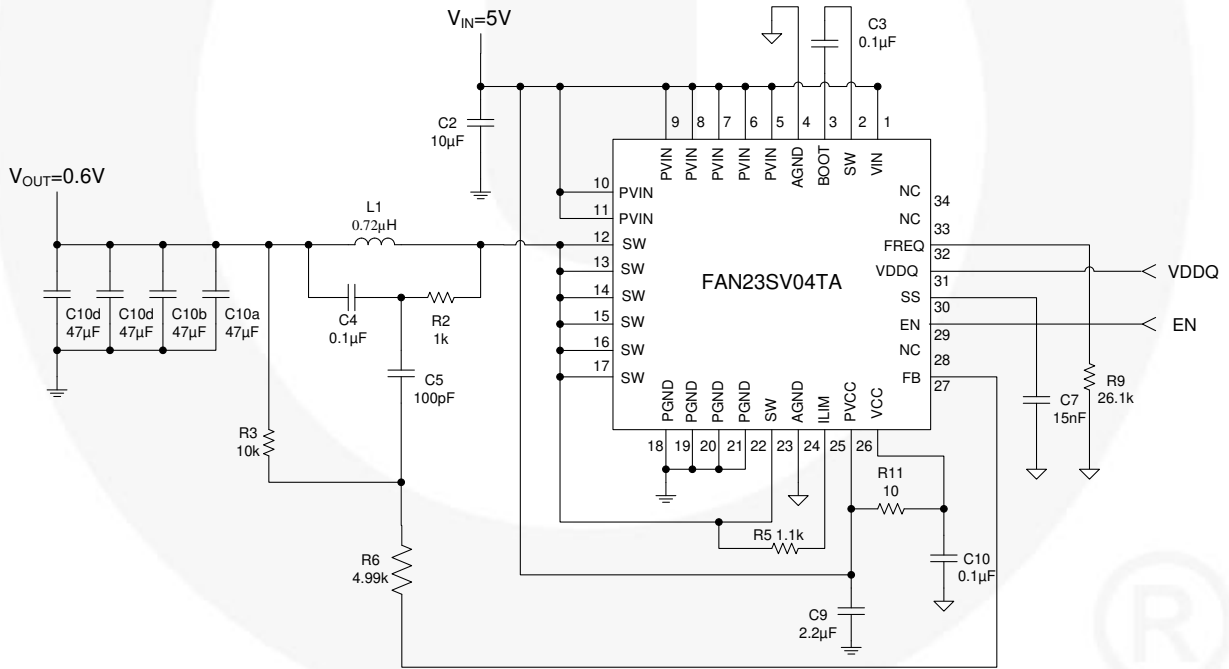 V_IN=5V
C3
0.1µF
C2
10µF
9 8 7 6 5 4 3 2 1
PVIN PVIN PVIN PVIN PVIN AGND BOOT SW VIN
V_OUT=0.6V
L1
0.72µH
10 PVIN
11 PVIN
12 SW
13 SW
14 SW
15 SW
16 SW
17 SW
FAN23SV04TA
NC 34
NC 33
FREQ 32
VDDQ 31
SS 30
EN 29
NC 28
FB 27
VDDQ
EN
C10d
47µF
C10d
47µF
C10b
47µF
C10a
47µF
C4
0.1µF
R2
1k
C5
100pF
R3
10k
R6
4.99k
PGND PGND PGND PGND SW AGND ILIM PVCC VCC
18 19 20 21 22 23 24 25 26
R5 1.1k
R11
10
C10
0.1µF
C9
2.2µF
C7
15nF
R9
26.1k
®